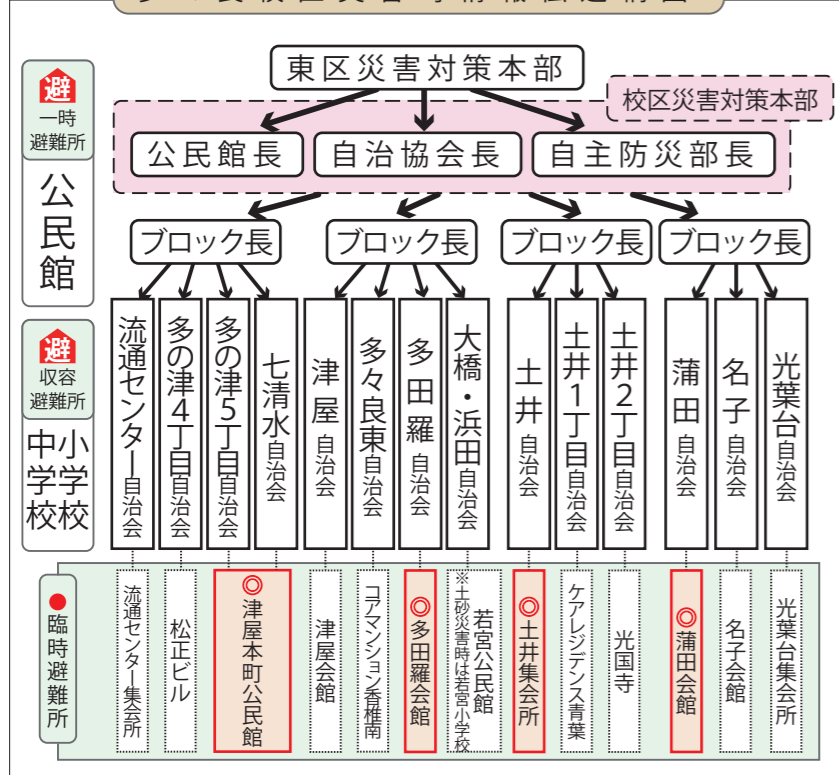 東区災害対策本部
校区災害対策本部
公民館長
自治協会長
自主防災部長
避
一時
避難所
公民館
ブロック長
ブロック長
ブロック長
ブロック長
避
収容
避難所
小学校
中学校
流通センター自治会
多の津4丁目自治会
多の津5丁目自治会
七清水自治会
津屋自治会
多々良東自治会
多田羅自治会
大橋・浜田自治会
土井自治会
土井1丁目自治会
土井2丁目自治会
蒲田自治会
名子自治会
光葉台自治会
●臨時避難所
流通センター集会所
松正ビル
◎津屋本町公民館
津屋会館
コアマンション香椎南
◎多田羅会館
若宮公民館
※土砂災害時は若宮小学校
◎土井集会所
ケアレジデンス青葉
光国寺
◎蒲田会館
名子会館
光葉台集会所